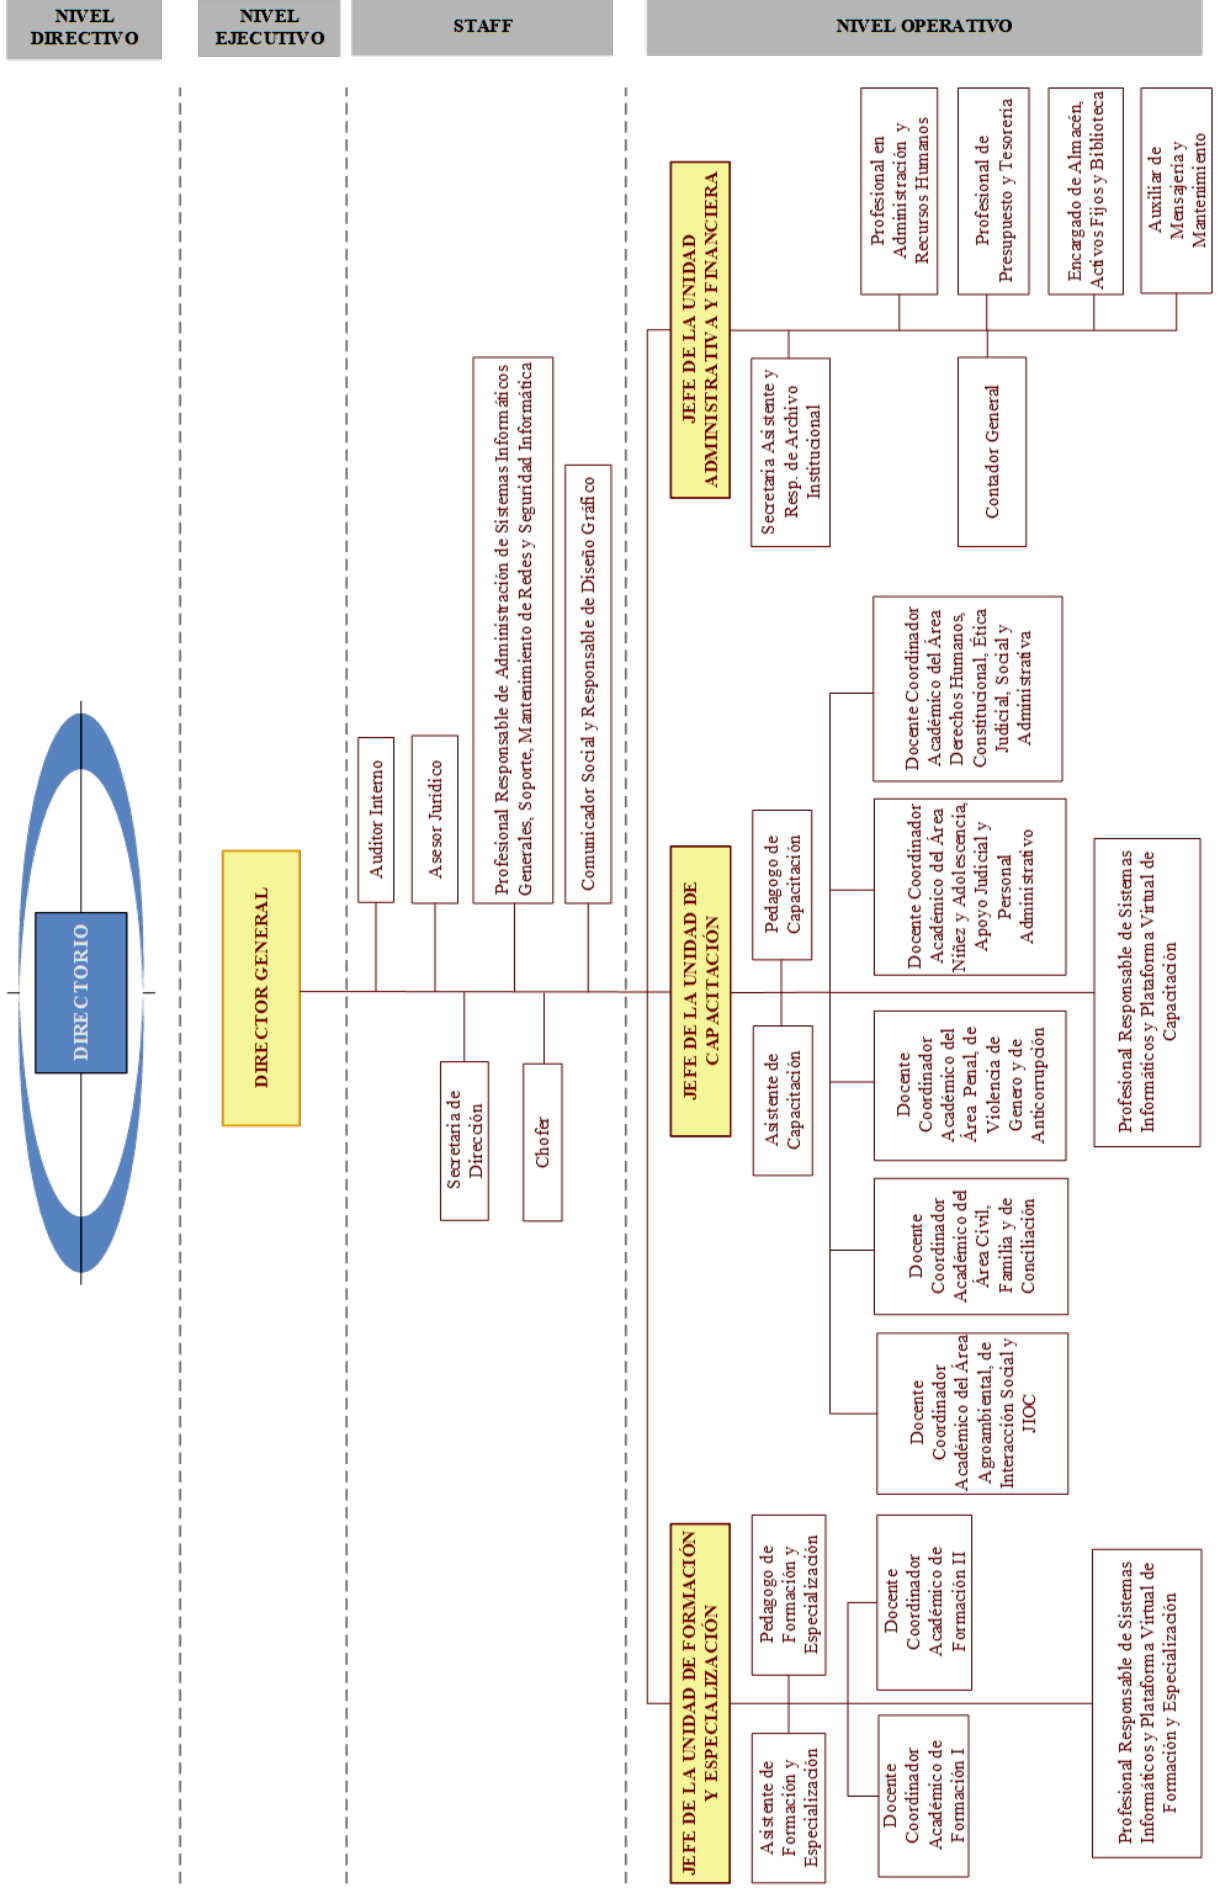 NIVEL
DIRECTIVO
NIVEL
EJECUTIVO
STAFF
NIVEL OPERATIVO
DIRECTORIO
DIRECTOR GENERAL
Auditor Interno
Asesor Jurídico
Profesional Responsable de Administración de Sistemas Informáticos
Generales, Soporte, Mantenimiento de Redes y Seguridad Informática
Comunicador Social y Responsable de Diseño Gráfico
Secretaria de
Dirección
Chofer
JEFE DE LA UNIDAD DE FORMACIÓN
Y ESPECIALIZACIÓN
Asistente de
Formación y
Especialización
Pedagogo de
Formación y
Especialización
Docente
Coordinador
Académico de
Formación I
Docente
Coordinador
Académico de
Formación II
Profesional Responsable de Sistemas
Informáticos y Plataforma Virtual de
Formación y Especialización
JEFE DE LA UNIDAD DE
CAPACITACIÓN
Asistente de
Capacitación
Pedagogo de
Capacitación
Docente
Coordinador
Académico del Área
Agroambiental, de
Interacción Social y
JIOC
Docente
Coordinador
Académico del
Área Civil,
Familia y de
Conciliación
Docente
Coordinador
Académico del
Área Penal, de
Violencia de
Genero y de
Anticorrupción
Docente Coordinador
Académico del Área
Niñez y Adolescencia,
Apoyo Judicial y
Personal
Administrativo
Docente Coordinador
Académico del Área
Derechos Humanos,
Constitucional, Ética
Judicial, Social y
Administrativa
Profesional Responsable de Sistemas
Informáticos y Plataforma Virtual de
Capacitación
JEFE DE LA UNIDAD
ADMINISTRATIVA Y FINANCIERA
Secretaria Asistente y
Resp. de Archivo
Institucional
Contador General
Profesional en
Administración y
Recursos Humanos
Profesional de
Presupuesto y Tesoreria
Encargado de Almacén,
Activos Fijos y Biblioteca
Auxiliar de
Mensajeria y
Mantenimiento